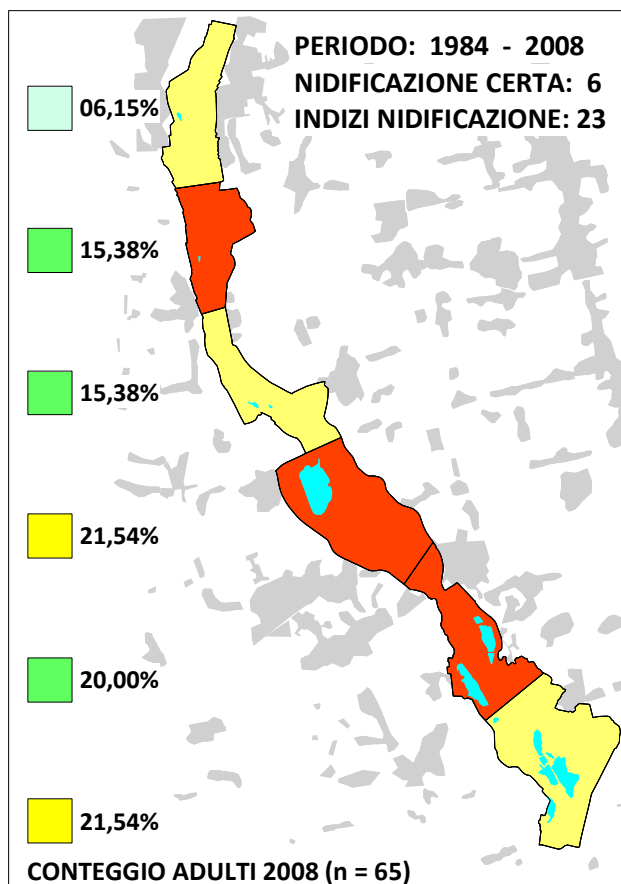 PERIODO: 1984 - 2008
NIDIFICAZIONE CERTA: 6
INDIZI NIDIFICAZIONE: 23
06,15%
15,38%
15,38%
21,54%
20,00%
21,54%
CONTEGGIO ADULTI 2008 (n = 65)